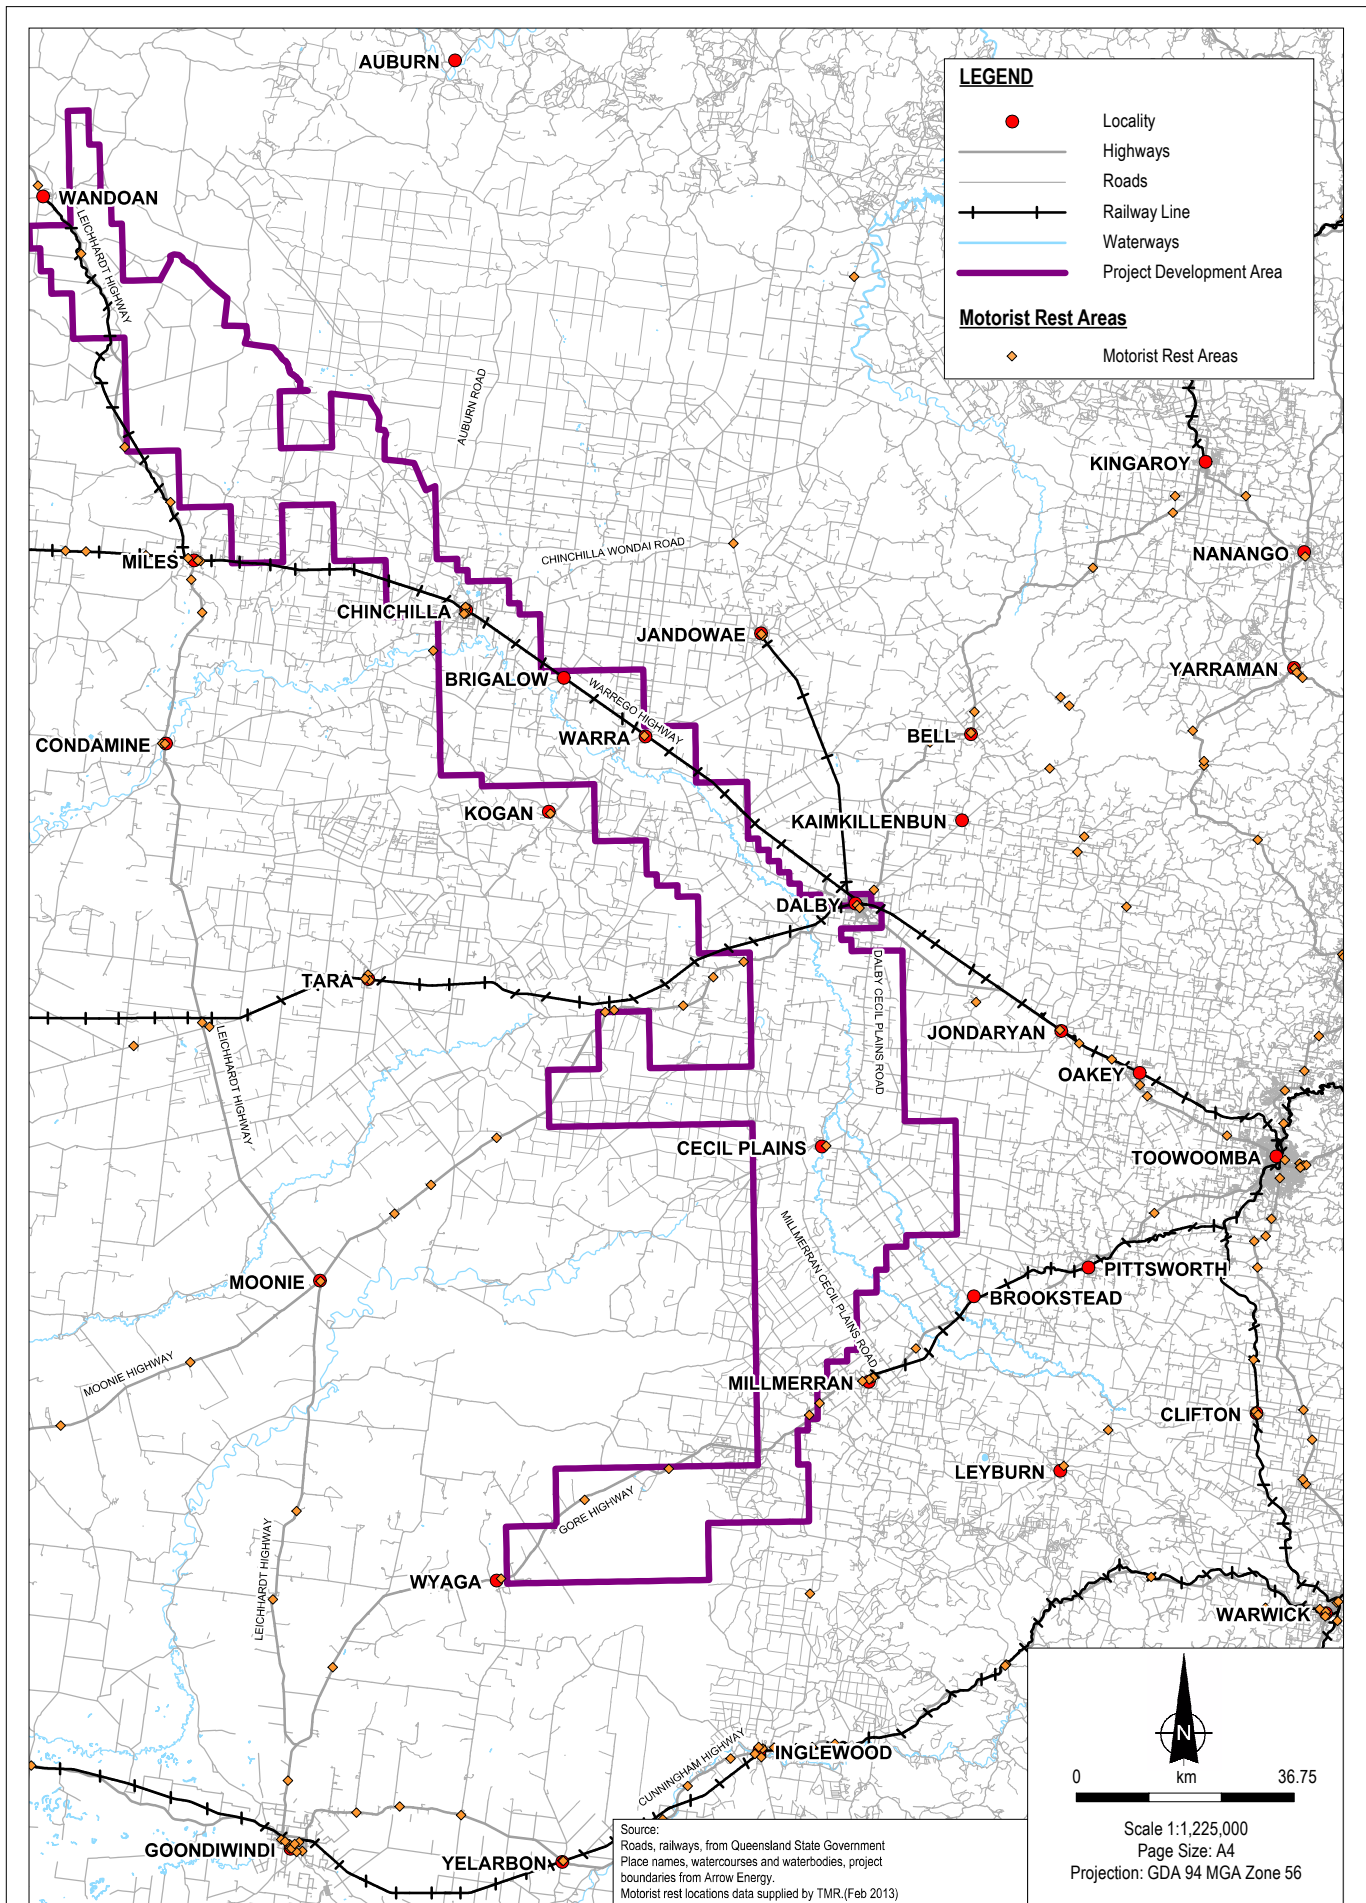 AUBURN
LEGEND
Locality
Highways
Roads
Railway Line
Waterways
Project Development Area
Motorist Rest Areas
Motorist Rest Areas
WANDOAN
LEICHHARDT HIGHWAY
AUBURN ROAD
KINGAROY
CHINCHILLA WONDAI ROAD
NANANGO
MILES
CHINCHILLA
JANDOWAE
YARRAMAN
BRIGALOW
WARREGO HIGHWAY
CONDAMINE
WARRA
BELL
KOGAN
KAIMKILLENBUN
DALBY
TARA
DALBY CECIL PLAINS ROAD
LEICHHARDT HIGHWAY
JONDARYAN
OAKEY
CECIL PLAINS
TOOWOOMBA
MILLMERRAN CECIL PLAINS ROAD
MOONIE
PITTSWORTH
BROOKSTEAD
MOONIE HIGHWAY
MILLMERRAN
CLIFTON
LEYBURN
GORE HIGHWAY
LEICHHARDT HIGHWAY
WYAGA
WARWICK
CUNNINGHAM HIGHWAY
INGLEWOOD
GOONDIWINDI
YELARBON
N
0 km 36.75
Scale 1:1,225,000
Page Size: A4
Projection: GDA 94 MGA Zone 56
Source:
Roads, railways, from Queensland State Government
Place names, watercourses and waterbodies, project
boundaries from Arrow Energy.
Motorist rest locations data supplied by TMR.(Feb 2013)